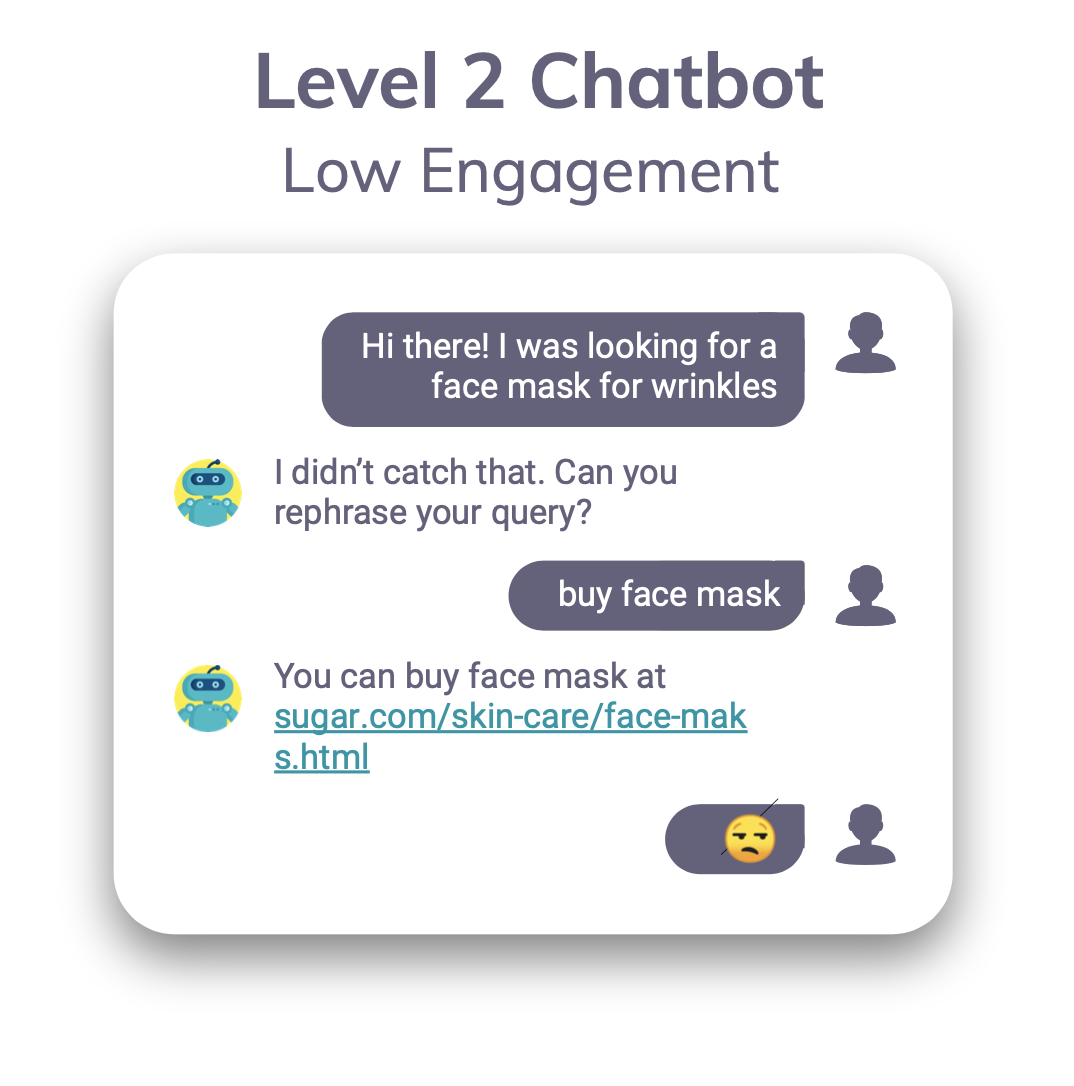 Level 2 Chatbot
Low Engagement
Hi there! I was looking for a
face mask for wrinkles
I didn’t catch that. Can you
rephrase your query?
buy face mask
You can buy face mask at
sugar.com/skin-care/face-mak
s.html
😒